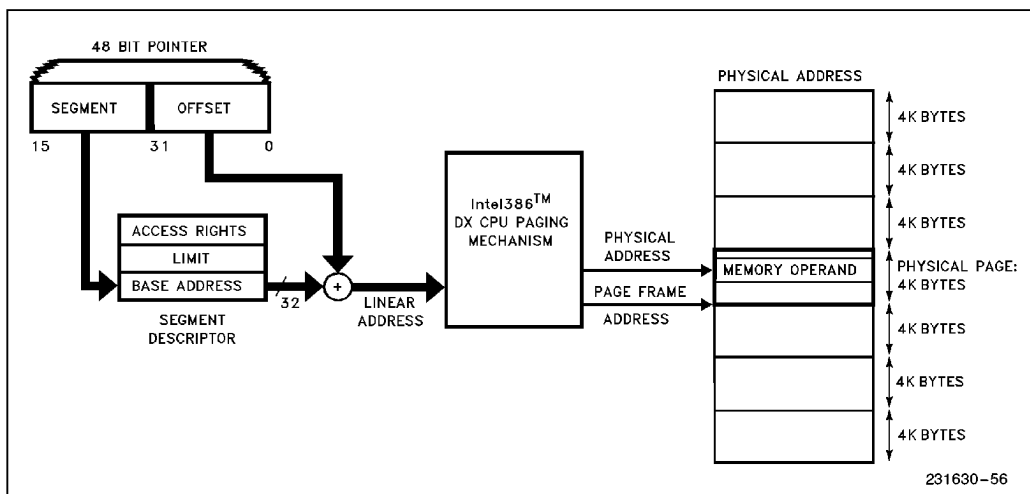 48 BIT POINTER
SEGMENT
OFFSET
15
31
0
ACCESS RIGHTS
LIMIT
BASE ADDRESS
SEGMENT
DESCRIPTOR
32
+
LINEAR
ADDRESS
Intel386™
DX CPU PAGING
MECHANISM
PHYSICAL
ADDRESS
PAGE FRAME
ADDRESS
PHYSICAL ADDRESS
4K BYTES
4K BYTES
4K BYTES
MEMORY OPERAND
PHYSICAL PAGE:
4K BYTES
4K BYTES
4K BYTES
4K BYTES
231630-56